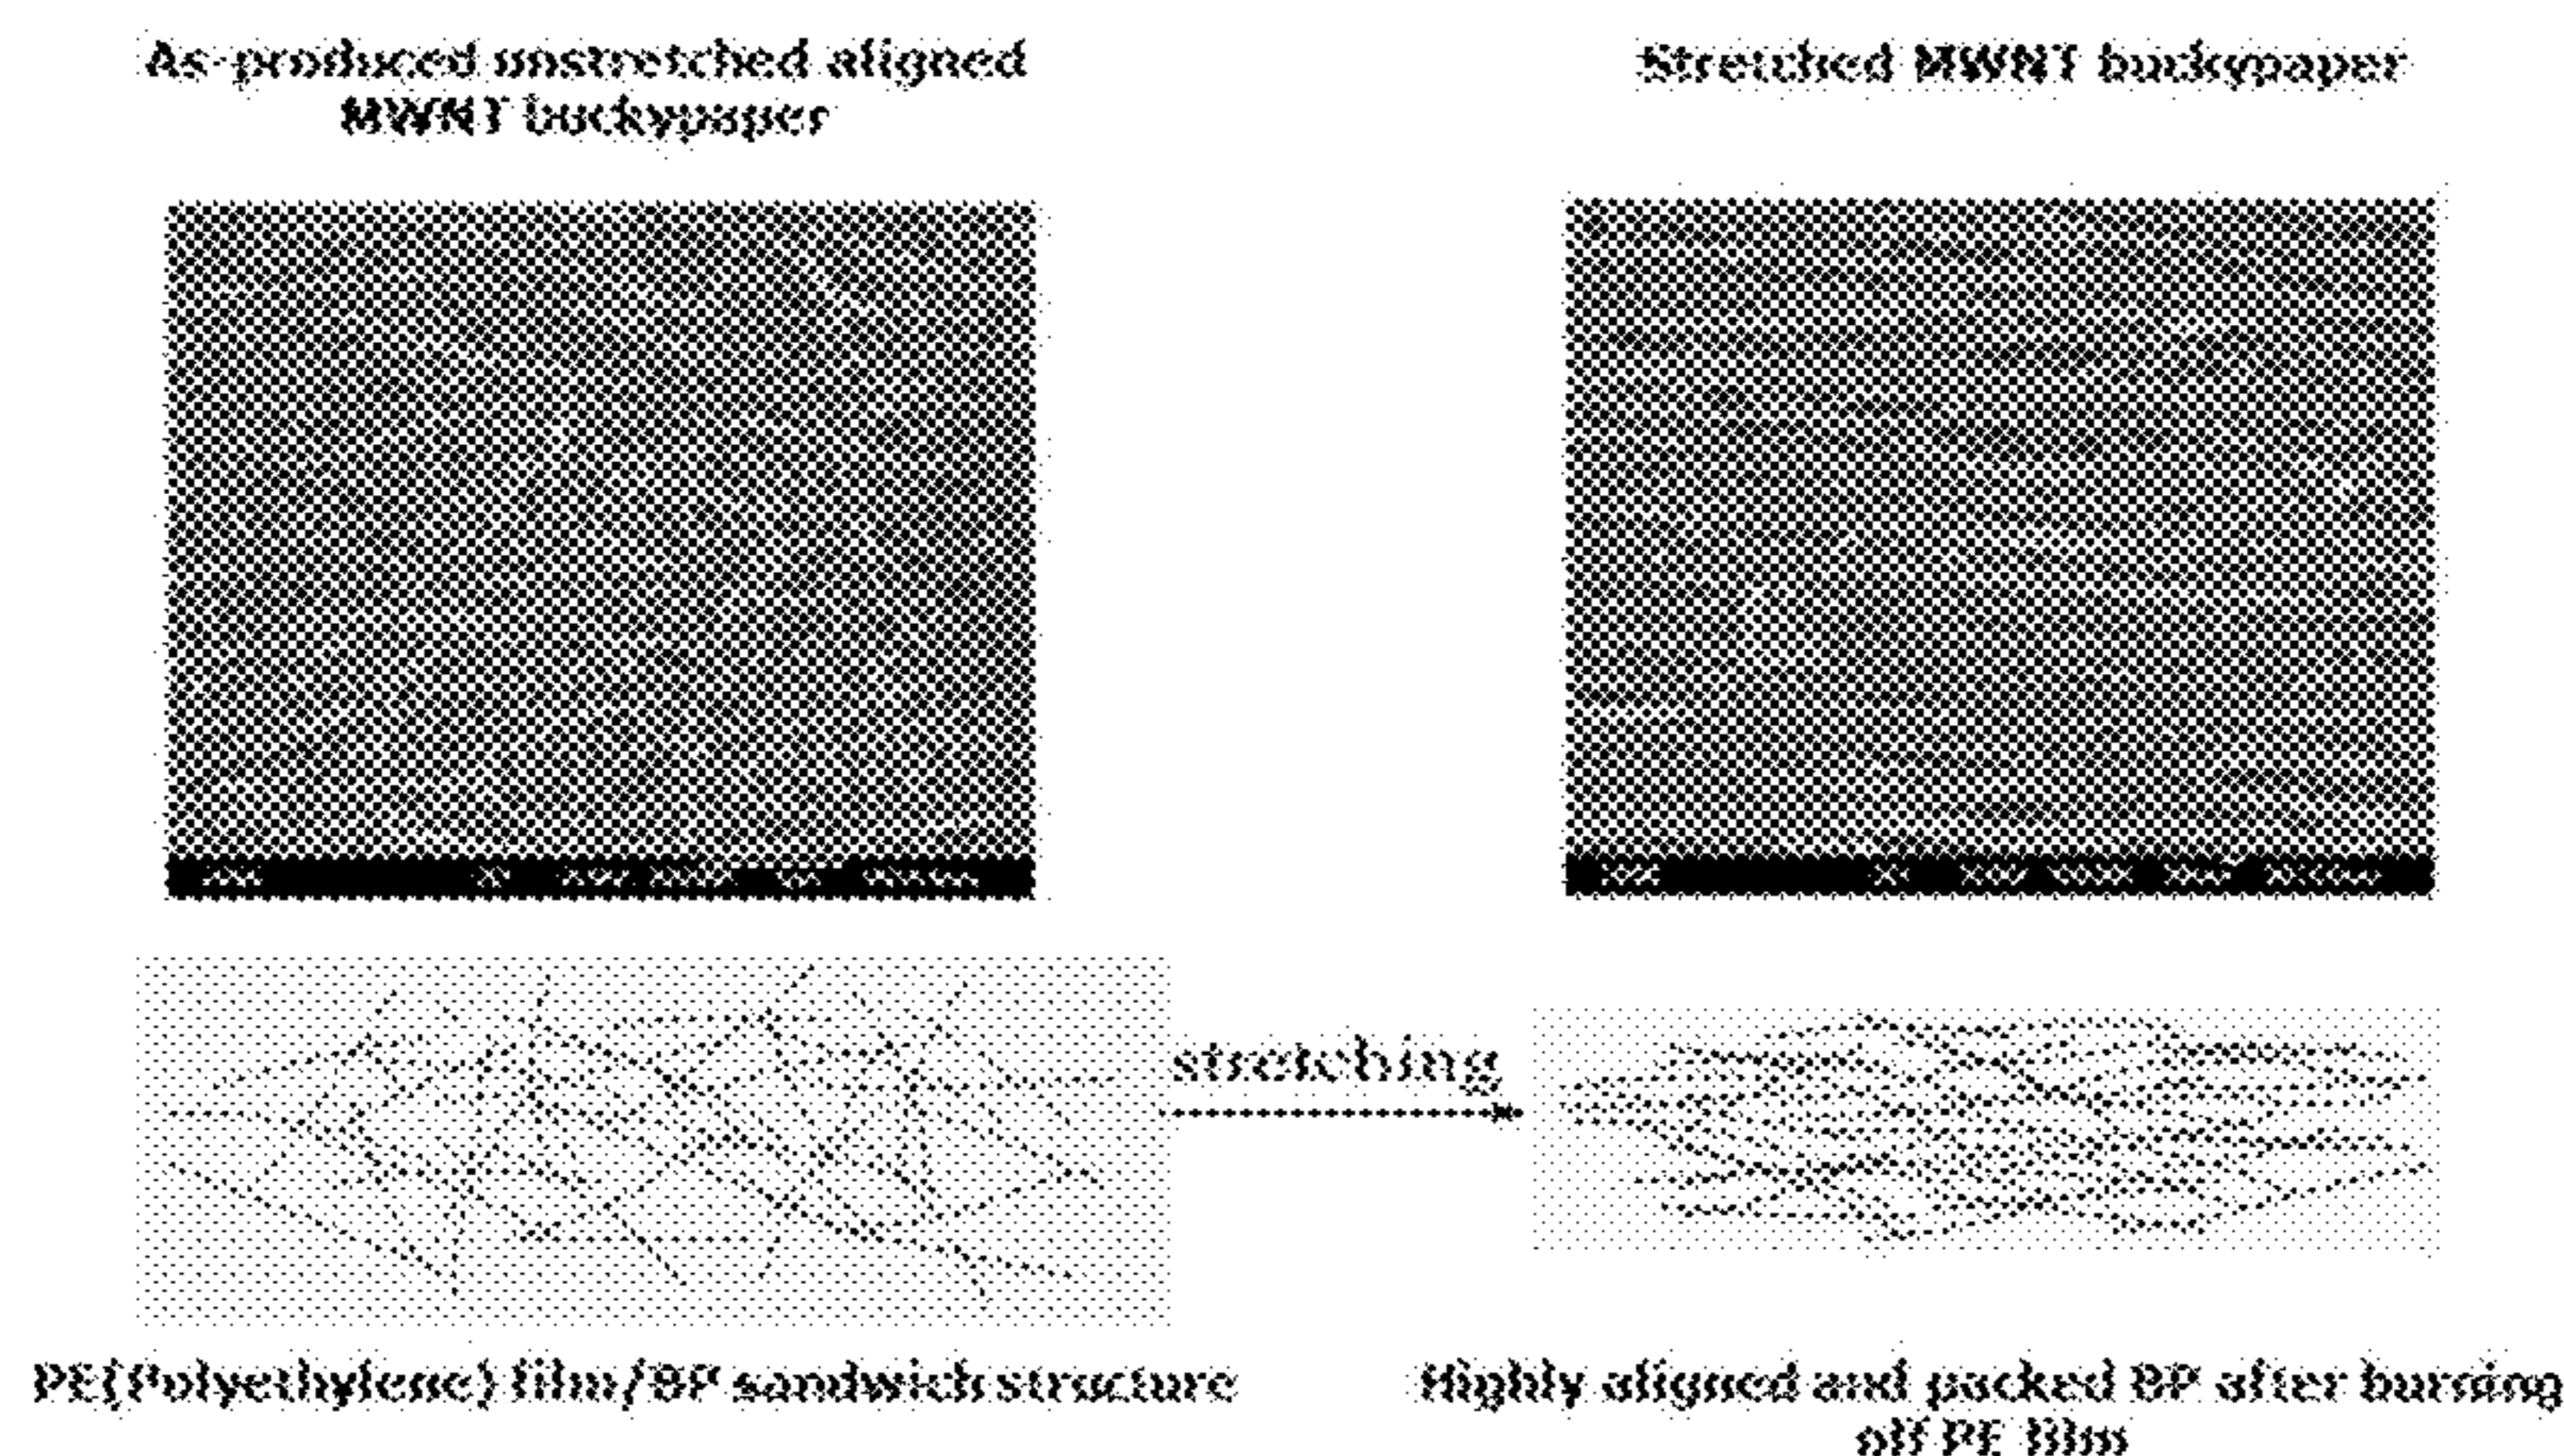 As-produced unstretched aligned
MWNT buckypaper
Stretched MWNT buckypaper
stretching
PE(Polyethylene) film/BP sandwich structure
Highly aligned and packed BP after burning
off PE film